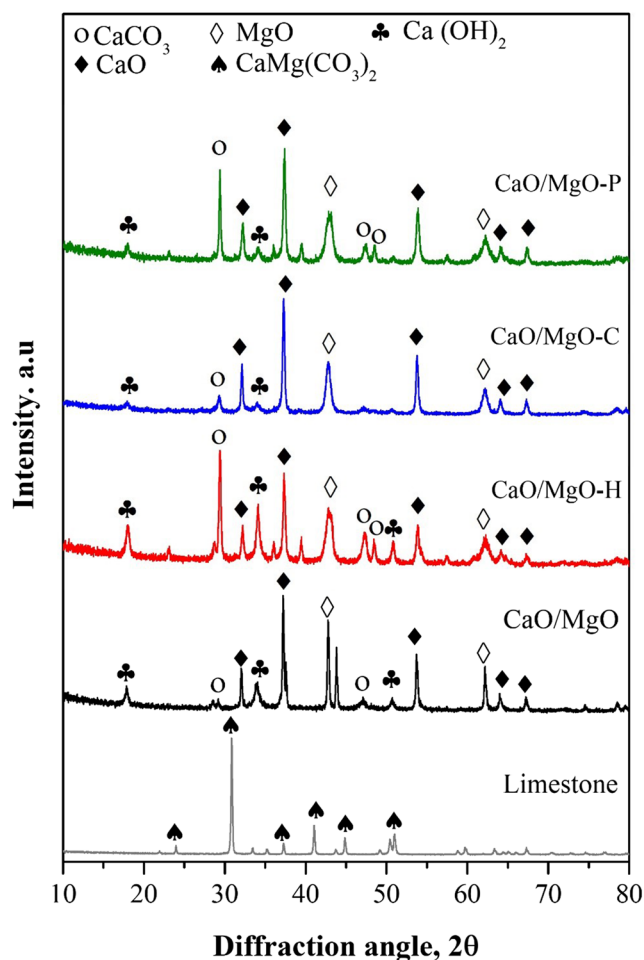 ○ CaCO₃ ◇ MgO ♣ Ca (OH)₂
◆ CaO ♠ CaMg(CO₃)₂
CaO/MgO-P
CaO/MgO-C
CaO/MgO-H
CaO/MgO
Limestone
Intensity. a.u
10 20 30 40 50 60 70 80
Diffraction angle, 2θ